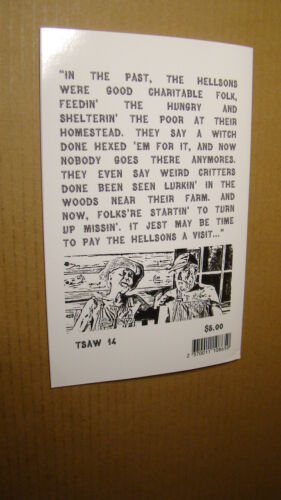 "IN THE PAST, THE HELLSONS
WERE GOOD CHARITABLE FOLK,
FEEDIN' THE HUNGRY AND
SHELTERIN' THE POOR AT THEIR
HOMESTEAD. THEY SAY A WITCH
DONE HEXED 'EM FOR IT, AND NOW
NOBODY GOES THERE ANYMORES.
THEY EVEN SAY WEIRD CRITTERS
DONE BEEN SEEN LURKIN' IN THE
WOODS NEAR THEIR FARM. AND
NOW, FOLKS'RE STARTIN' TO TURN
UP MISSIN'. IT JEST MAY BE TIME
TO PAY THE HELLSONS A VISIT..."
TSAW 14
$5.00